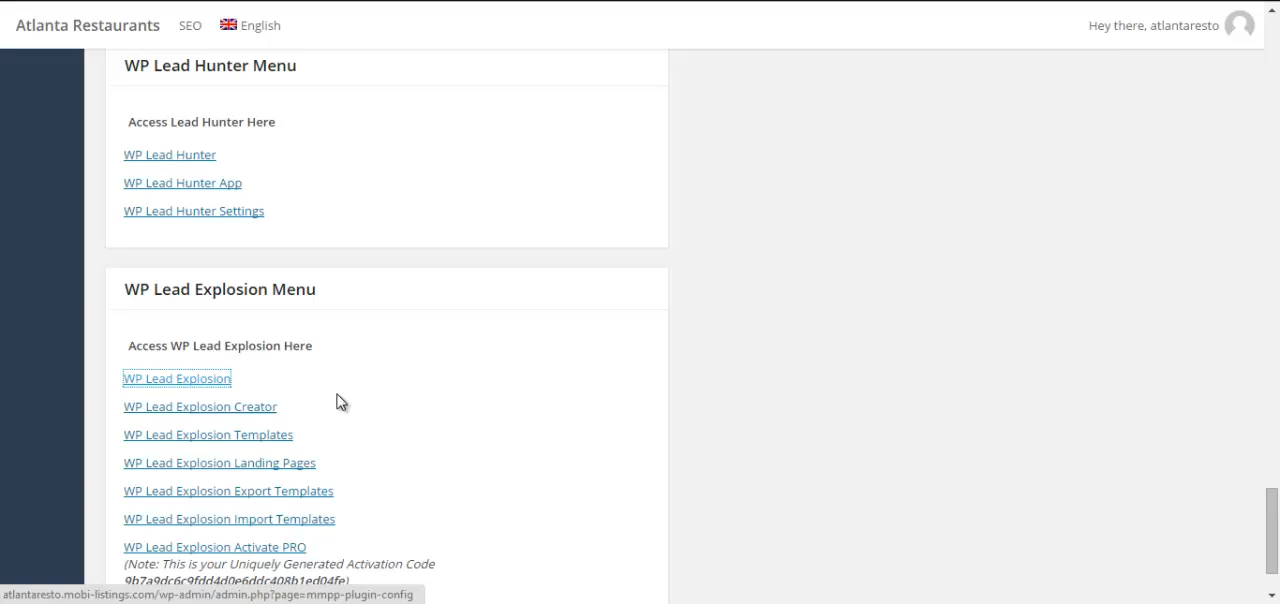 Atlanta Restaurants SEO English Hey there, atlantaresto
WP Lead Hunter Menu
Access Lead Hunter Here
WP Lead Hunter
WP Lead Hunter App
WP Lead Hunter Settings
WP Lead Explosion Menu
Access WP Lead Explosion Here
WP Lead Explosion
WP Lead Explosion Creator
WP Lead Explosion Templates
WP Lead Explosion Landing Pages
WP Lead Explosion Export Templates
WP Lead Explosion Import Templates
WP Lead Explosion Activate PRO
(Note: This is your Uniquely Generated Activation Code
9b7a9dc6c9fdd4d0e6ddc408b1ed04fe)
atlantaresto.mobi-listings.com/wp-admin/admin.php?page=mmpp-plugin-config